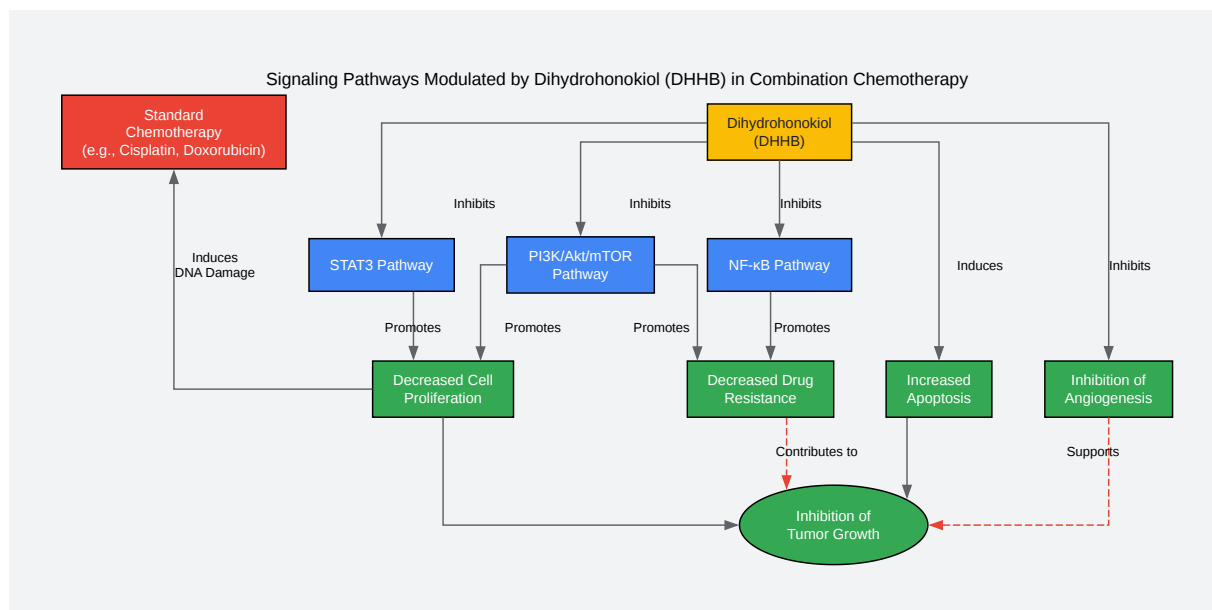 Signaling Pathways Modulated by Dihydrohonokiol (DHHB) in Combination Chemotherapy
Standard
Chemotherapy
(e.g., Cisplatin, Doxorubicin)
Dihydrohonokiol
(DHHB)
Inhibits
Inhibits
Inhibits
Induces
DNA Damage
STAT3 Pathway
PI3K/Akt/mTOR
Pathway
NF-κB Pathway
Induces
Inhibits
Promotes
Promotes
Promotes
Promotes
Decreased Cell
Proliferation
Decreased Drug
Resistance
Increased
Apoptosis
Inhibition of
Angiogenesis
Contributes to
Supports
Inhibition of
Tumor Growth